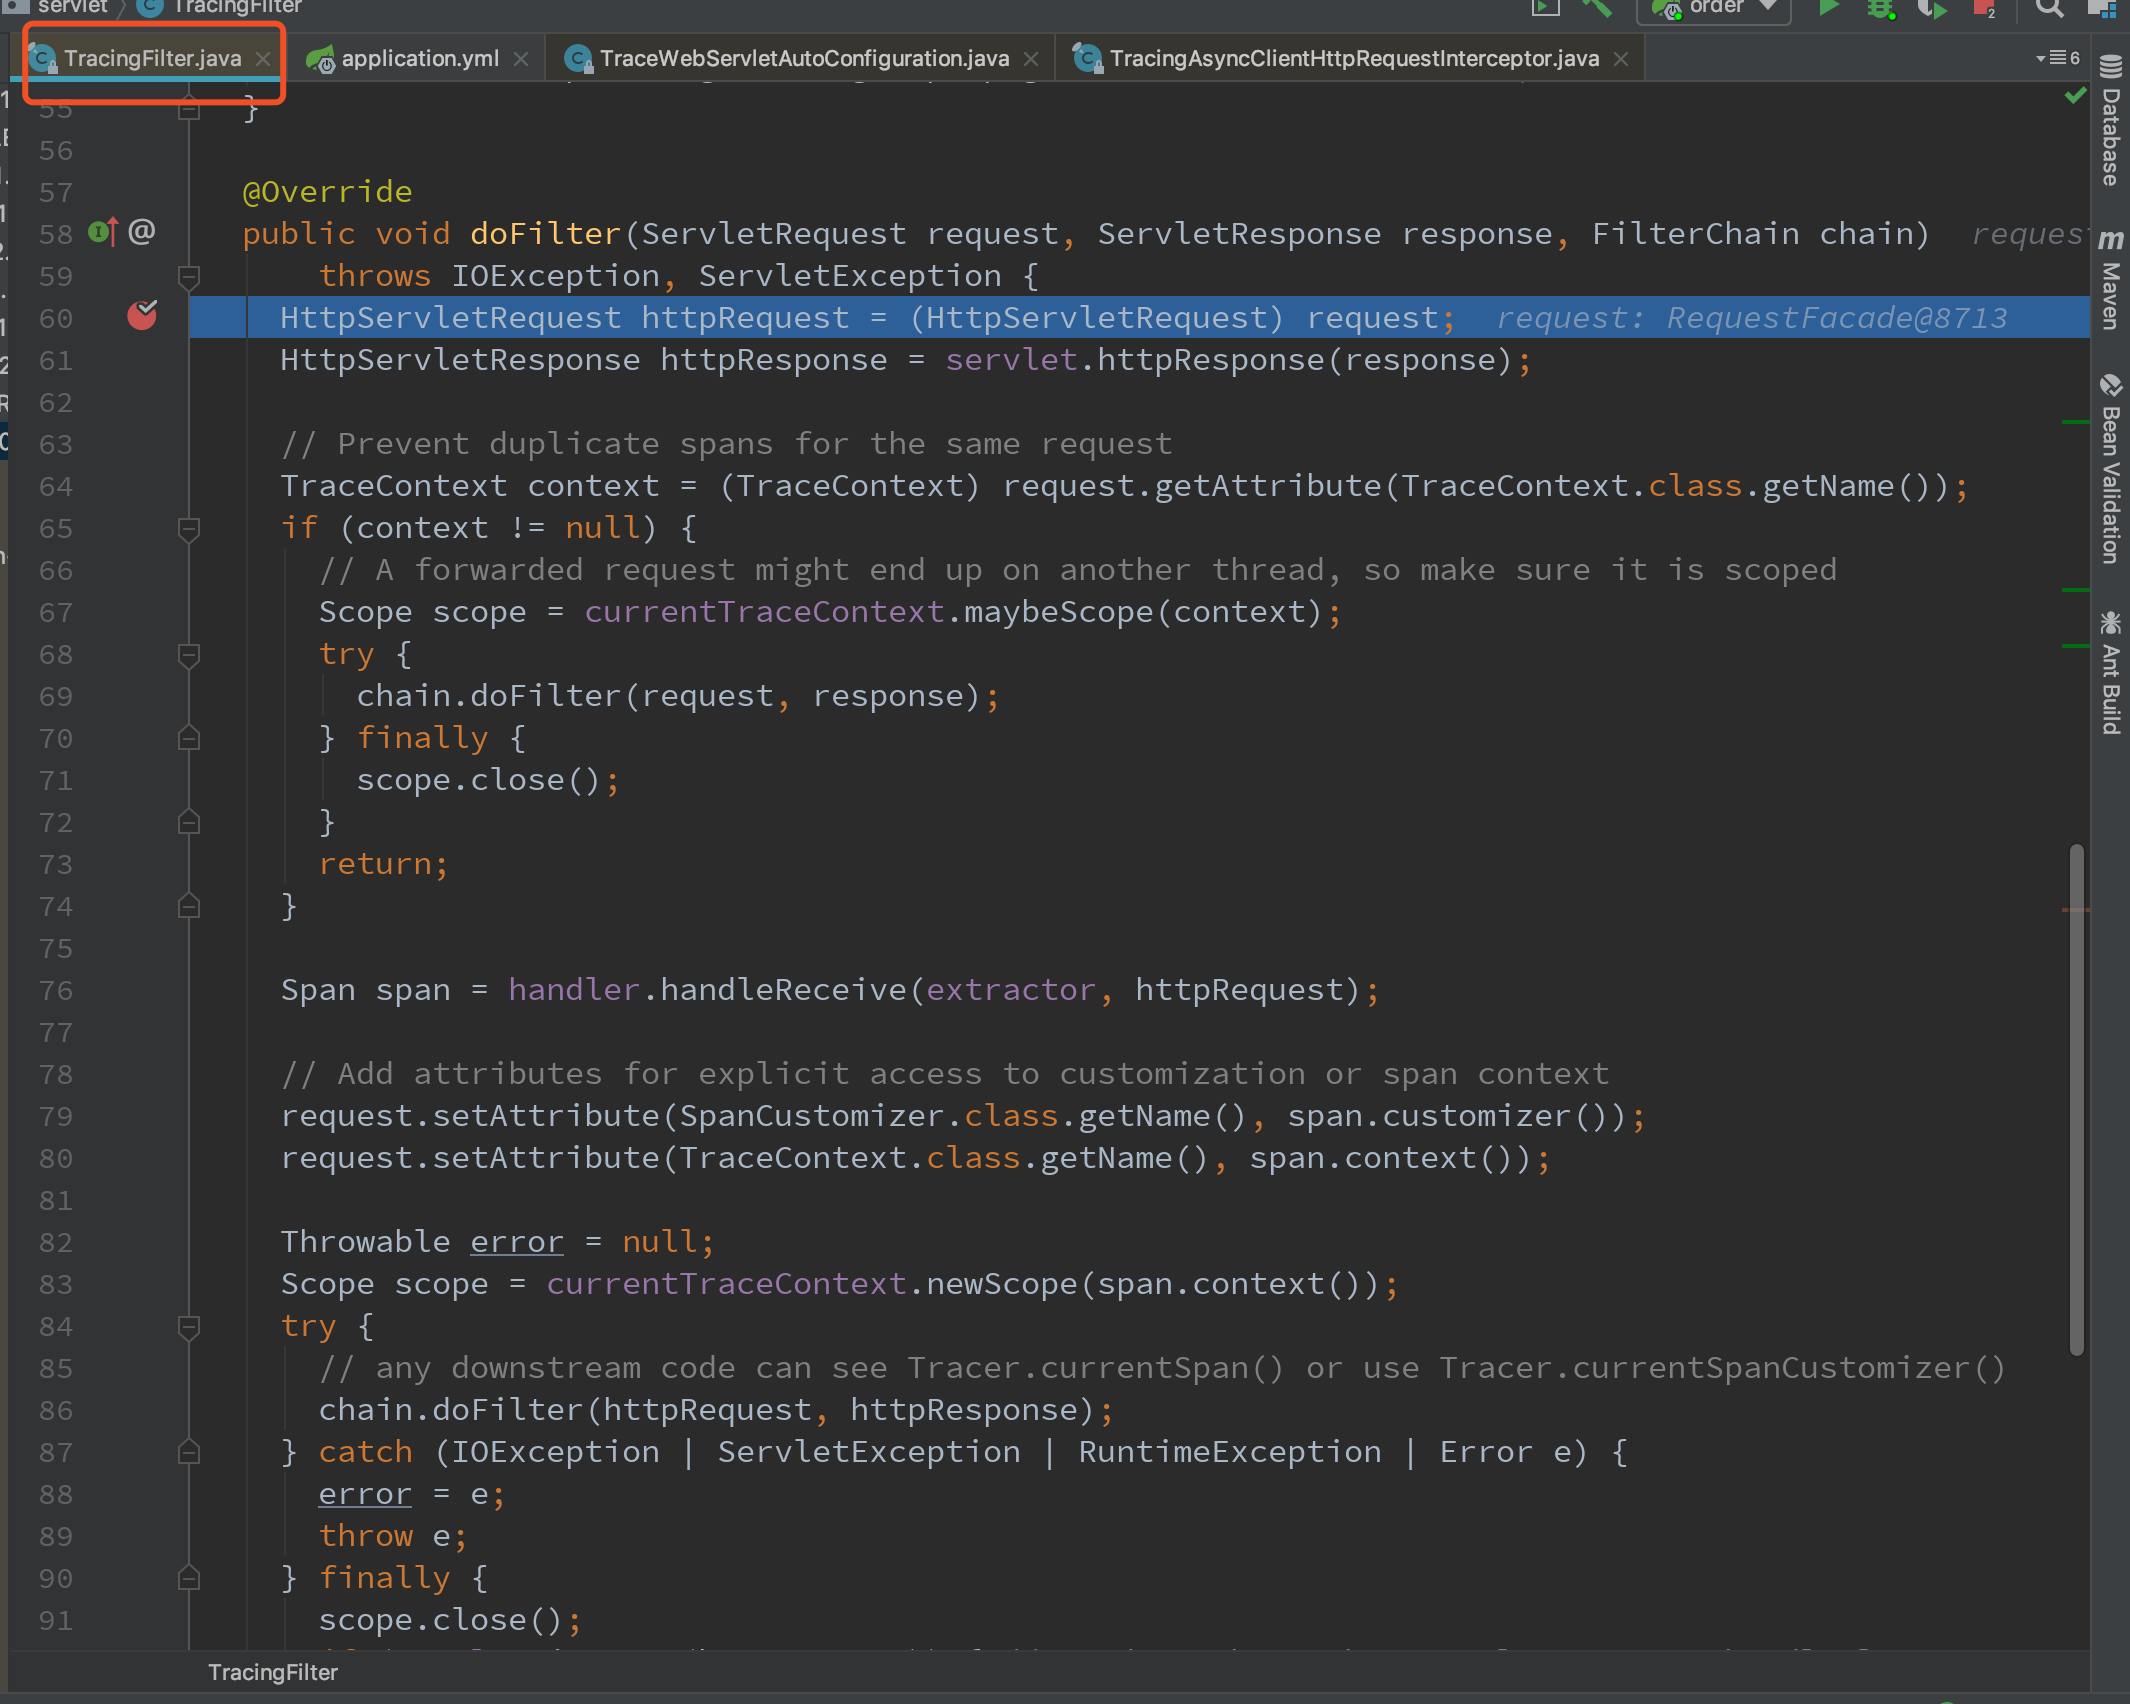 servlet TracingFilter order 2
TracingFilter.java application.yml TraceWebServletAutoConfiguration.java TracingAsyncClientHttpRequestInterceptor.java 6
55 }
56
57 @Override
58 public void doFilter(ServletRequest request, ServletResponse response, FilterChain chain) request
59 throws IOException, ServletException {
60 HttpServletRequest httpRequest = (HttpServletRequest) request; request: RequestFacade@8713
61 HttpServletResponse httpResponse = servlet.httpResponse(response);
62
63 // Prevent duplicate spans for the same request
64 TraceContext context = (TraceContext) request.getAttribute(TraceContext.class.getName());
65 if (context != null) {
66 // A forwarded request might end up on another thread, so make sure it is scoped
67 Scope scope = currentTraceContext.maybeScope(context);
68 try {
69 chain.doFilter(request, response);
70 } finally {
71 scope.close();
72 }
73 return;
74 }
75
76 Span span = handler.handleReceive(extractor, httpRequest);
77
78 // Add attributes for explicit access to customization or span context
79 request.setAttribute(SpanCustomizer.class.getName(), span.customizer());
80 request.setAttribute(TraceContext.class.getName(), span.context());
81
82 Throwable error = null;
83 Scope scope = currentTraceContext.newScope(span.context());
84 try {
85 // any downstream code can see Tracer.currentSpan() or use Tracer.currentSpanCustomizer()
86 chain.doFilter(httpRequest, httpResponse);
87 } catch (IOException | ServletException | RuntimeException | Error e) {
88 error = e;
89 throw e;
90 } finally {
91 scope.close();
TracingFilter
Database
Maven
Bean Validation
Ant Build